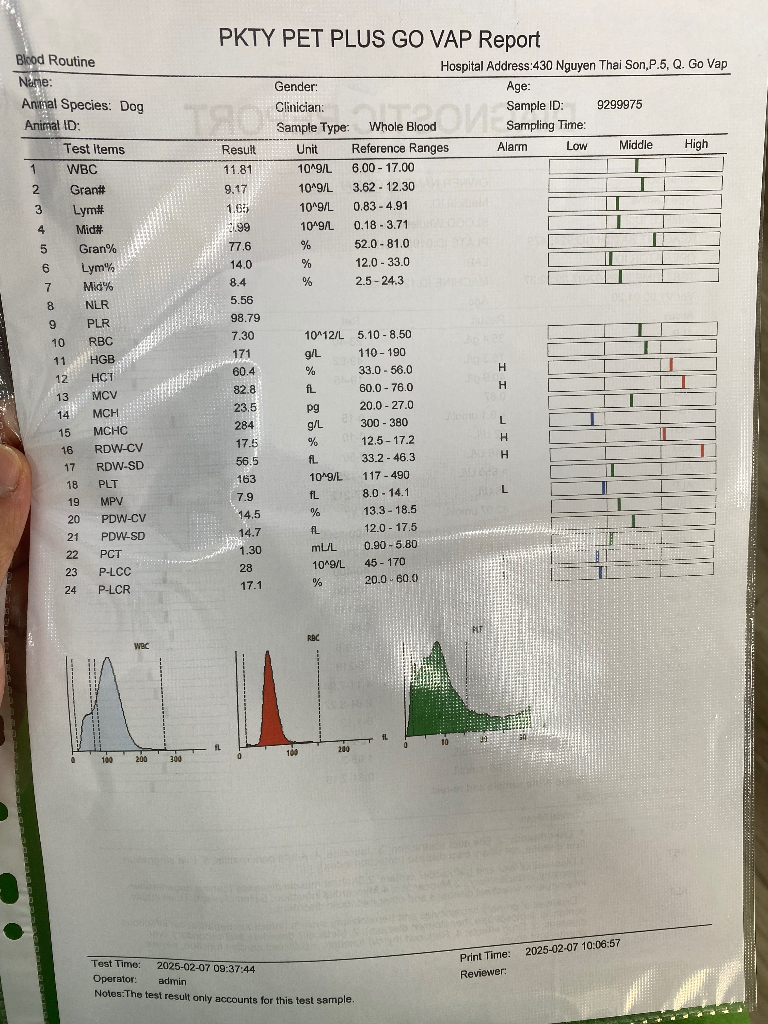 PKTY PET PLUS GO VAP Report
Blood Routine Hospital Address:430 Nguyen Thai Son,P.5, Q. Go Vap
Name: Gender: Age:
Animal Species: Dog Clinician: Sample ID: 9299975
Animal ID: Sample Type: Whole Blood Sampling Time:
Test Items Result Unit Reference Ranges Alarm Low Middle High
1 WBC 11.81 10^9/L 6.00 - 17.00
2 Gran# 9.17 10^9/L 3.62 - 12.30
3 Lym# 1.65 10^9/L 0.83 - 4.91
4 Mid# 0.99 10^9/L 0.18 - 3.71
5 Gran% 77.6 % 52.0 - 81.0
6 Lym% 14.0 % 12.0 - 33.0
7 Mid% 8.4 % 2.5 - 24.3
8 NLR 5.56
9 PLR 98.79
10 RBC 7.30 10^12/L 5.10 - 8.50
11 HGB 171 g/L 110 - 190
12 HCT 60.4 % 33.0 - 56.0 H
13 MCV 82.8 fL 60.0 - 76.0 H
14 MCH 23.5 pg 20.0 - 27.0
15 MCHC 284 g/L 300 - 380 L
16 RDW-CV 17.5 % 12.5 - 17.2 H
17 RDW-SD 56.5 fL 33.2 - 46.3 H
18 PLT 163 10^9/L 117 - 490
19 MPV 7.9 fL 8.0 - 14.1 L
20 PDW-CV 14.5 % 13.3 - 18.5
21 PDW-SD 14.7 fL 12.0 - 17.5
22 PCT 1.30 mL/L 0.90 - 5.80
23 P-LCC 28 10^9/L 45 - 170
24 P-LCR 17.1 % 20.0 - 60.0
WBC RBC PLT
0 100 200 300 fL 0 100 200 fL 0 10
Test Time: 2025-02-07 09:37:44 Print Time: 2025-02-07 10:06:57
Operator: admin Reviewer:
Notes:The test result only accounts for this test sample.